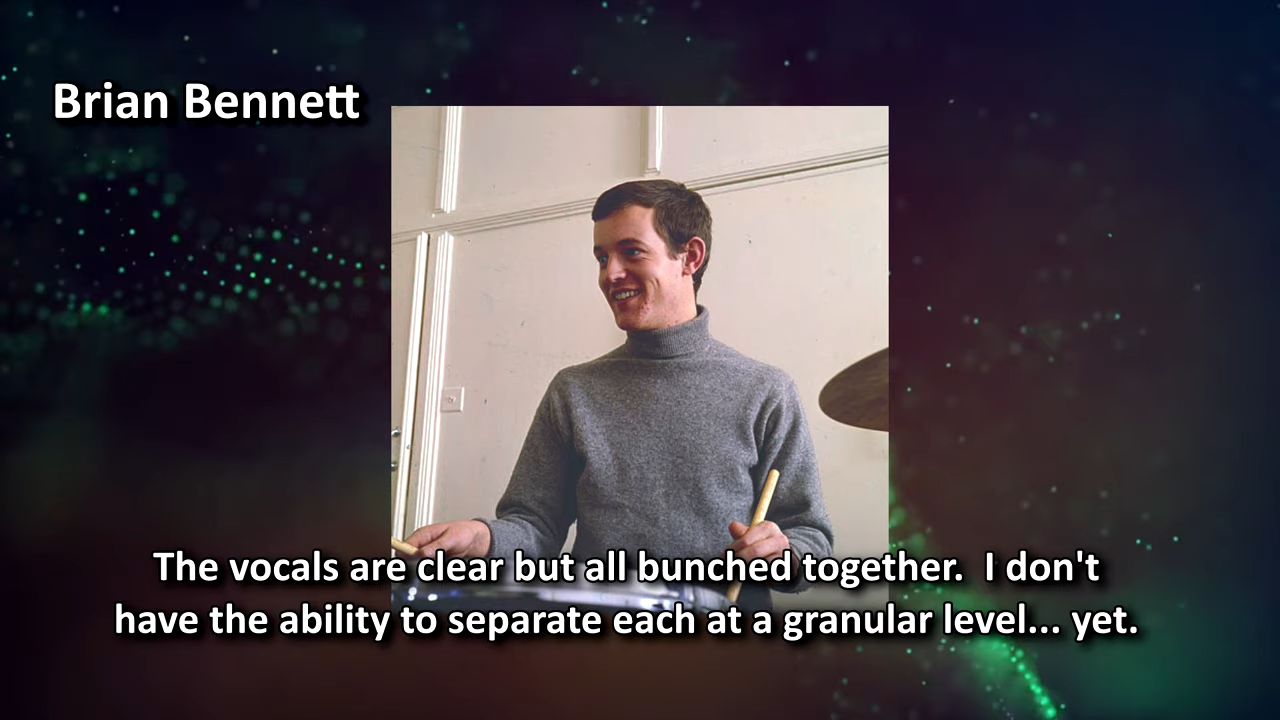 Brian Bennett
The vocals are clear but all bunched together.  I don't
have the ability to separate each at a granular level... yet.